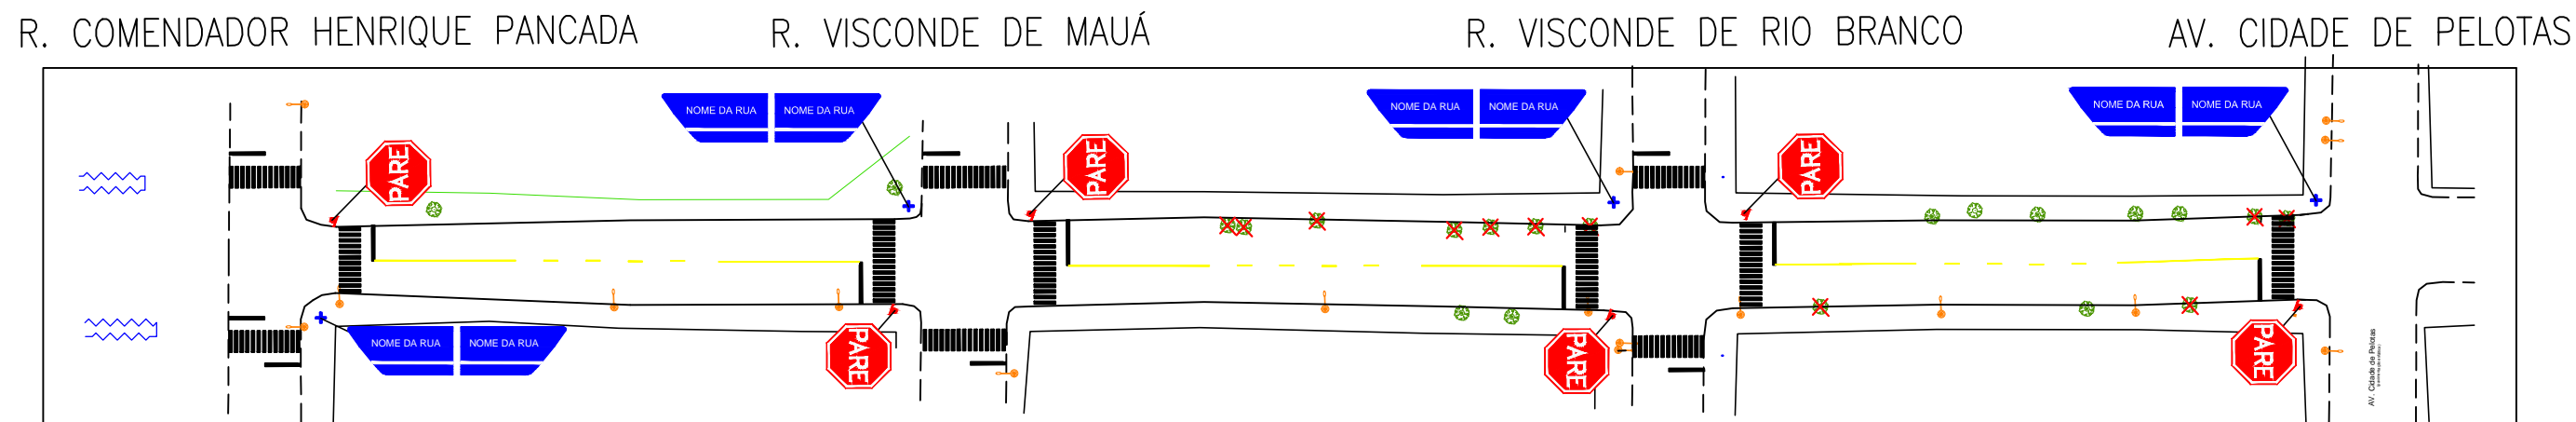 R. COMENDADOR HENRIQUE PANCADA
R. VISCONDE DE MAUÁ
R. VISCONDE DE RIO BRANCO
AV. CIDADE DE PELOTAS
NOME DA RUA NOME DA RUA
NOME DA RUA NOME DA RUA
NOME DA RUA NOME DA RUA
PARE
PARE
PARE
NOME DA RUA NOME DA RUA
PARE
PARE
PARE
AV. Cidade de Pelotas